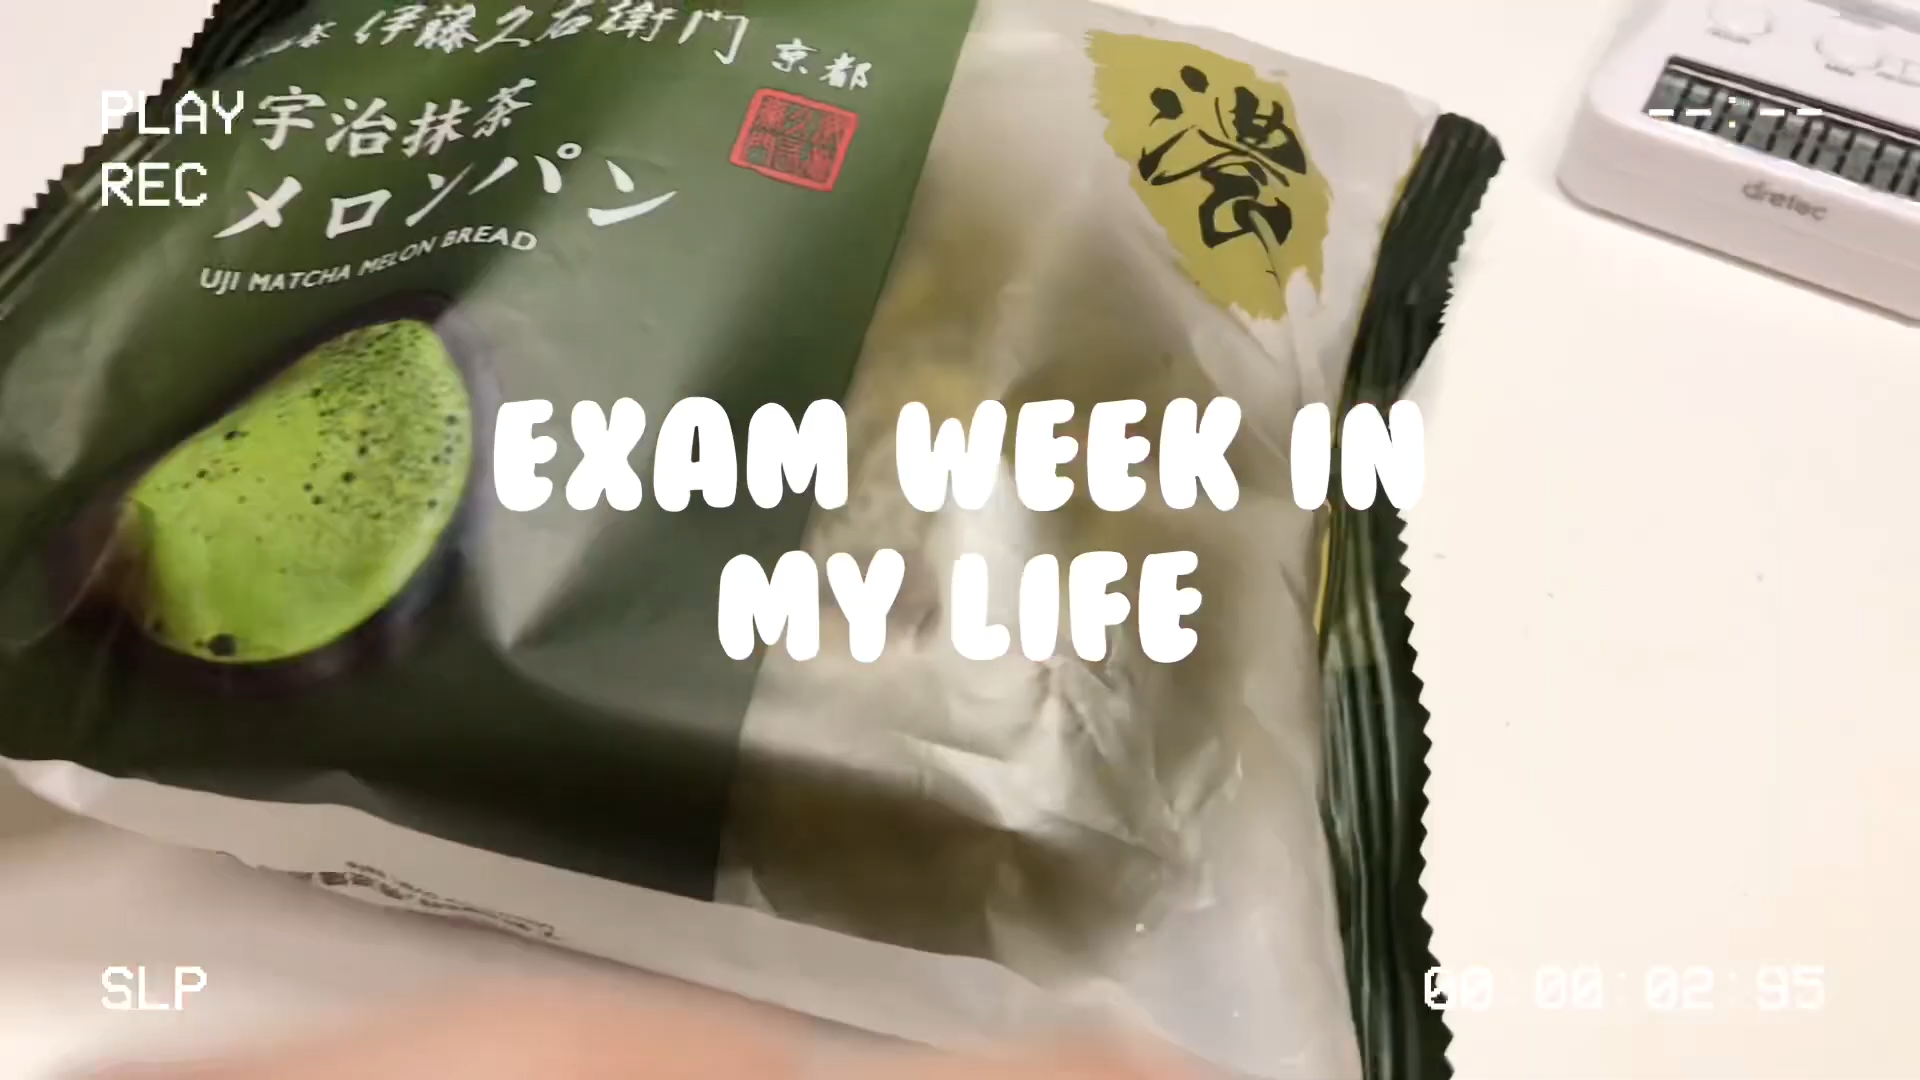 伊藤久右衛門
京都
PLAY
REC
宇治抹茶
メロンパン
UJI MATCHA MELON BREAD
濃
--:--
dretec
EXAM WEEK IN
MY LIFE
SLP
00:00:02:95